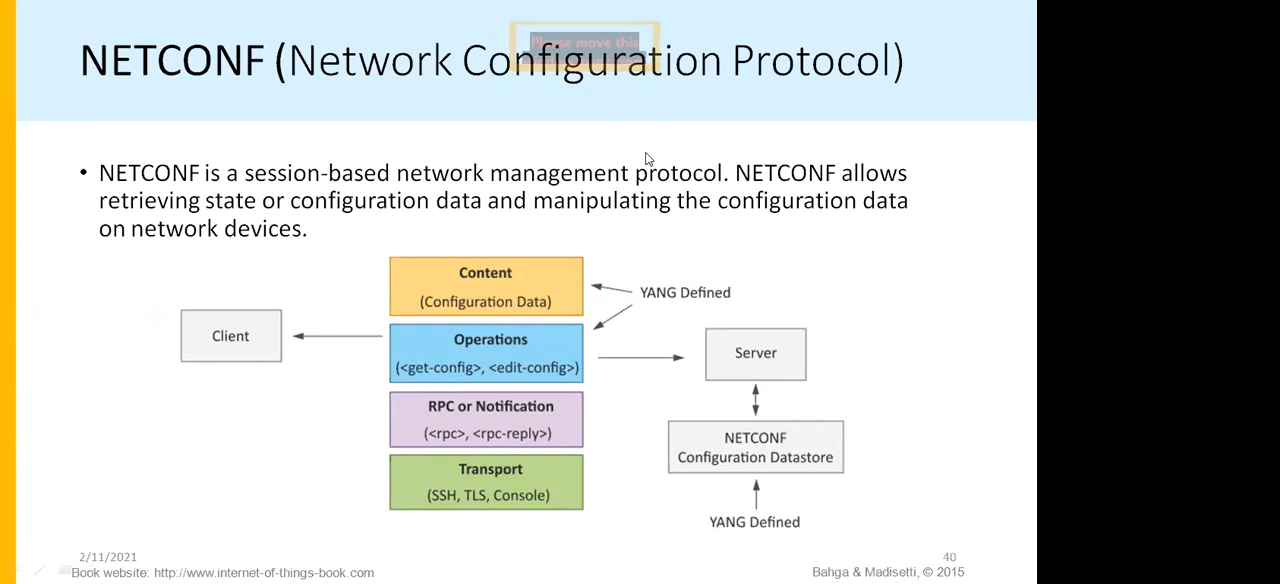 Please move this
NETCONF (Network Configuration Protocol)
• NETCONF is a session-based network management protocol. NETCONF allows
retrieving state or configuration data and manipulating the configuration data
on network devices.
Content
(Configuration Data)
YANG Defined
Client
Operations
(<get-config>, <edit-config>)
Server
RPC or Notification
(<rpc>, <rpc-reply>)
NETCONF
Configuration Datastore
Transport
(SSH, TLS, Console)
YANG Defined
2/11/2021
40
Book website: http://www.internet-of-things-book.com
Bahga & Madisetti, © 2015